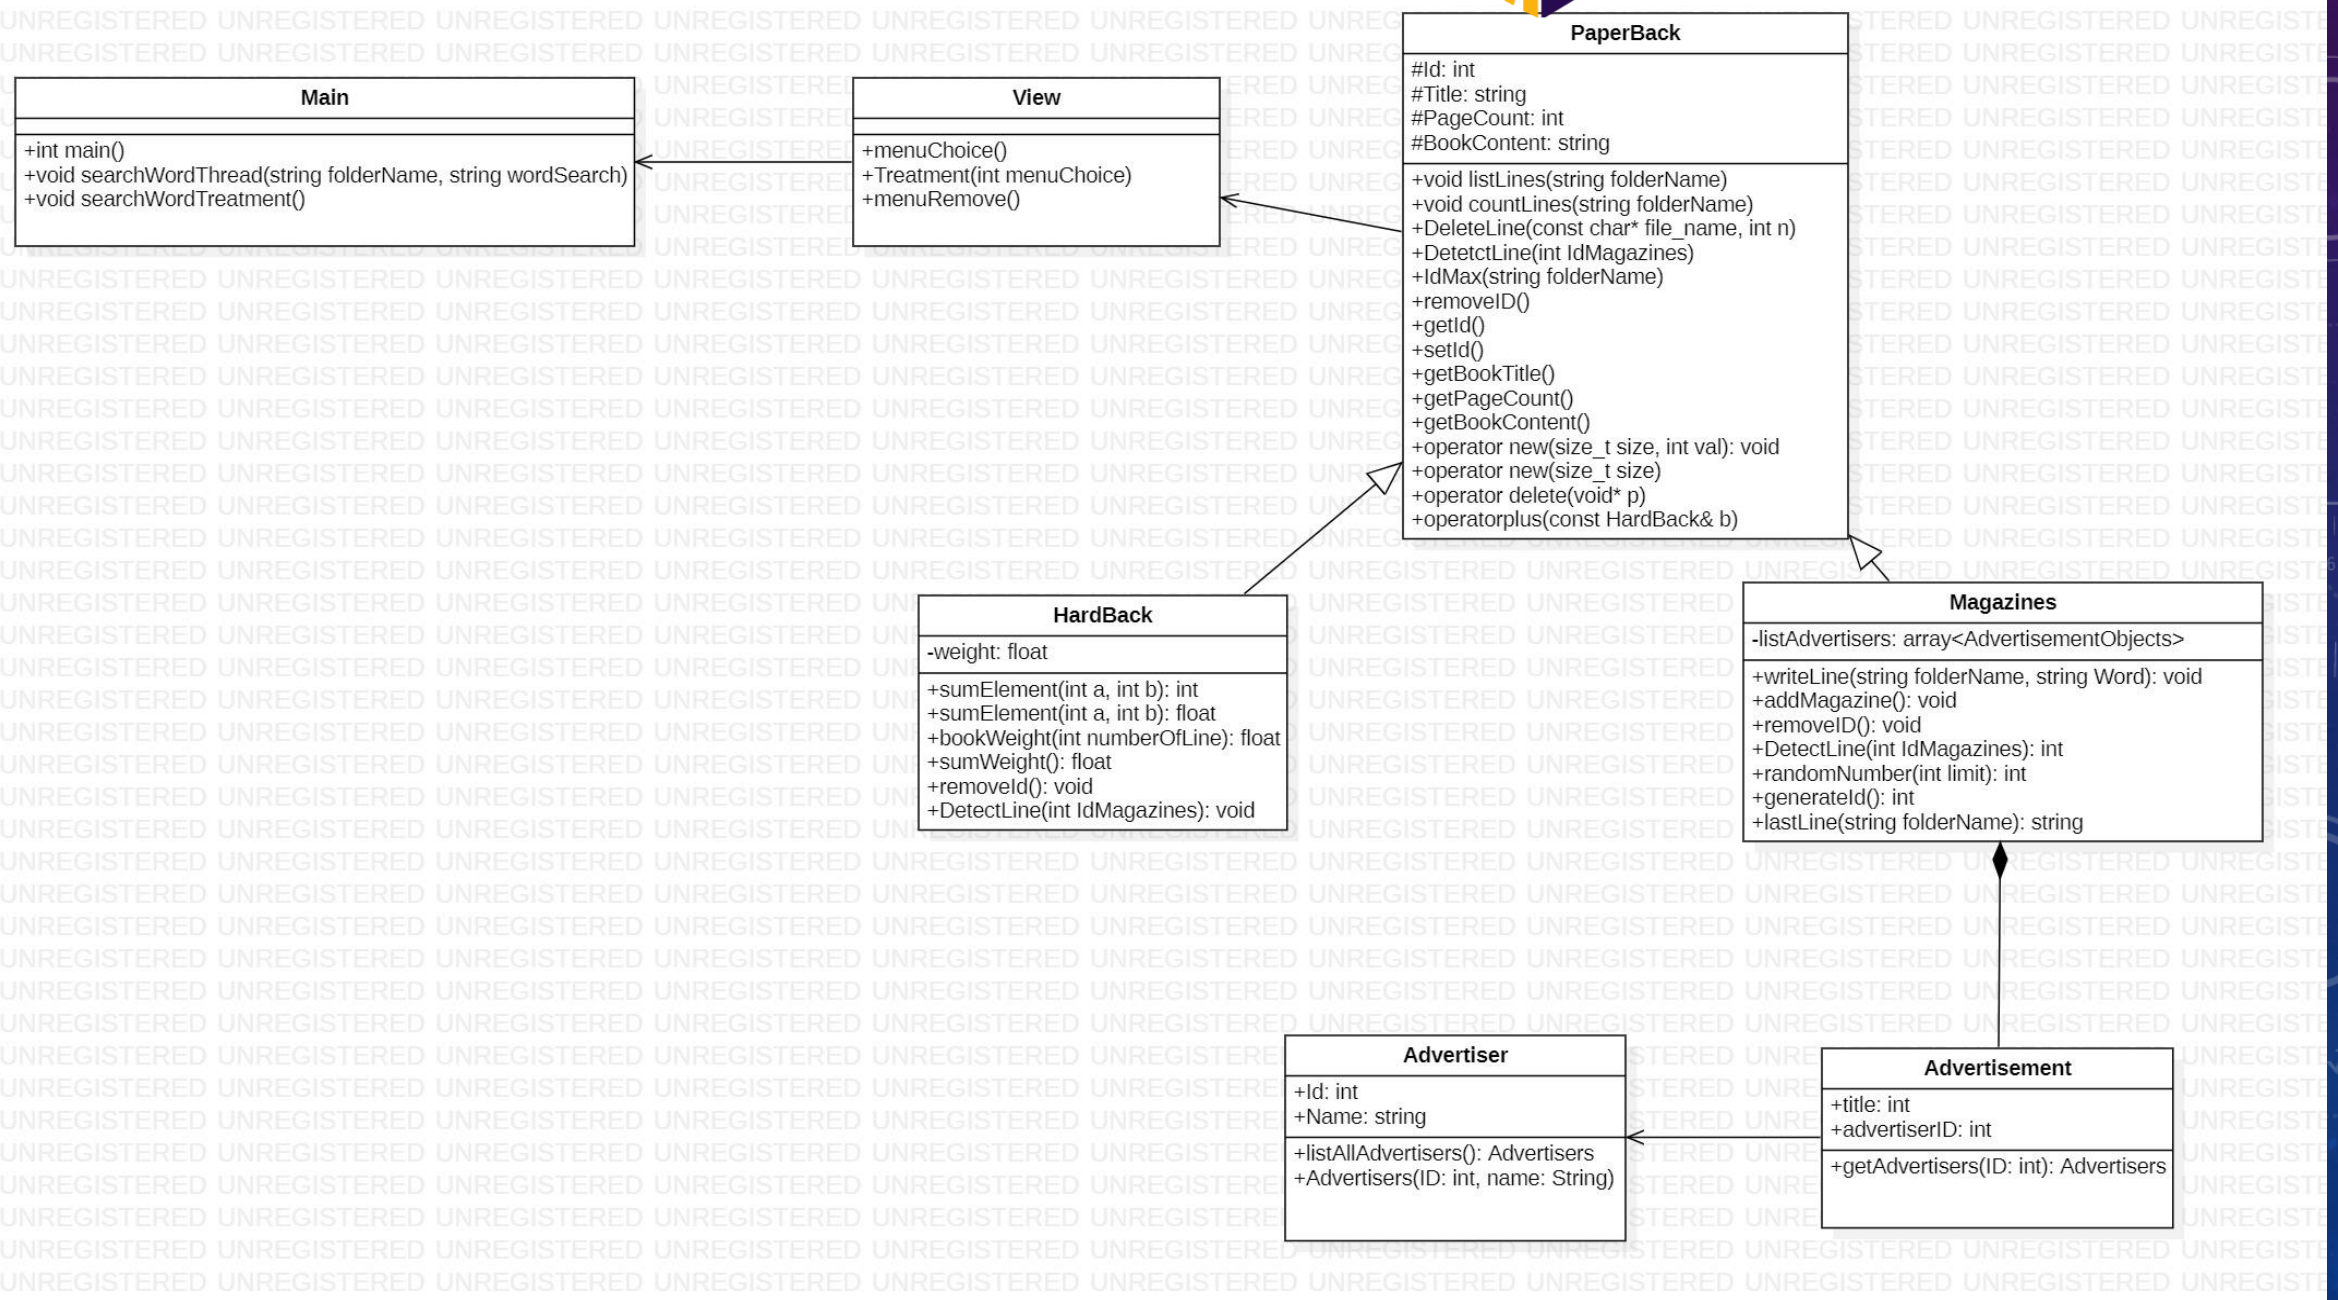 Main
+int main()
+void searchWordThread(string folderName, string wordSearch)
+void searchWordTreatment()
View
+menuChoice()
+Treatment(int menuChoice)
+menuRemove()
PaperBack
#Id: int
#Title: string
#PageCount: int
#BookContent: string
+void listLines(string folderName)
+void countLines(string folderName)
+DeleteLine(const char* file_name, int n)
+DetetctLine(int IdMagazines)
+IdMax(string folderName)
+removeID()
+getId()
+setId()
+getBookTitle()
+getPageCount()
+getBookContent()
+operator new(size_t size, int val): void
+operator new(size_t size)
+operator delete(void* p)
+operatorplus(const HardBack& b)
HardBack
-weight: float
+sumElement(int a, int b): int
+sumElement(int a, int b): float
+bookWeight(int numberOfLine): float
+sumWeight(): float
+removeId(): void
+DetectLine(int IdMagazines): void
Magazines
-listAdvertisers: array<AdvertisementObjects>
+writeLine(string folderName, string Word): void
+addMagazine(): void
+removeID(): void
+DetectLine(int IdMagazines): int
+randomNumber(int limit): int
+generateId(): int
+lastLine(string folderName): string
Advertiser
+Id: int
+Name: string
+listAllAdvertisers(): Advertisers
+Advertisers(ID: int, name: String)
Advertisement
+title: int
+advertiserID: int
+getAdvertisers(ID: int): Advertisers
UNREGISTERED